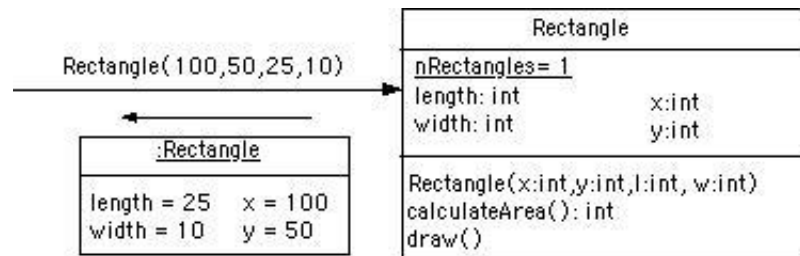 Rectangle(100,50,25,10)
:Rectangle
length = 25 x = 100
width = 10 y = 50
Rectangle
nRectangles= 1
length: int x:int
width: int y:int
Rectangle(x:int,y:int,l:int, w:int)
calculateArea(): int
draw()